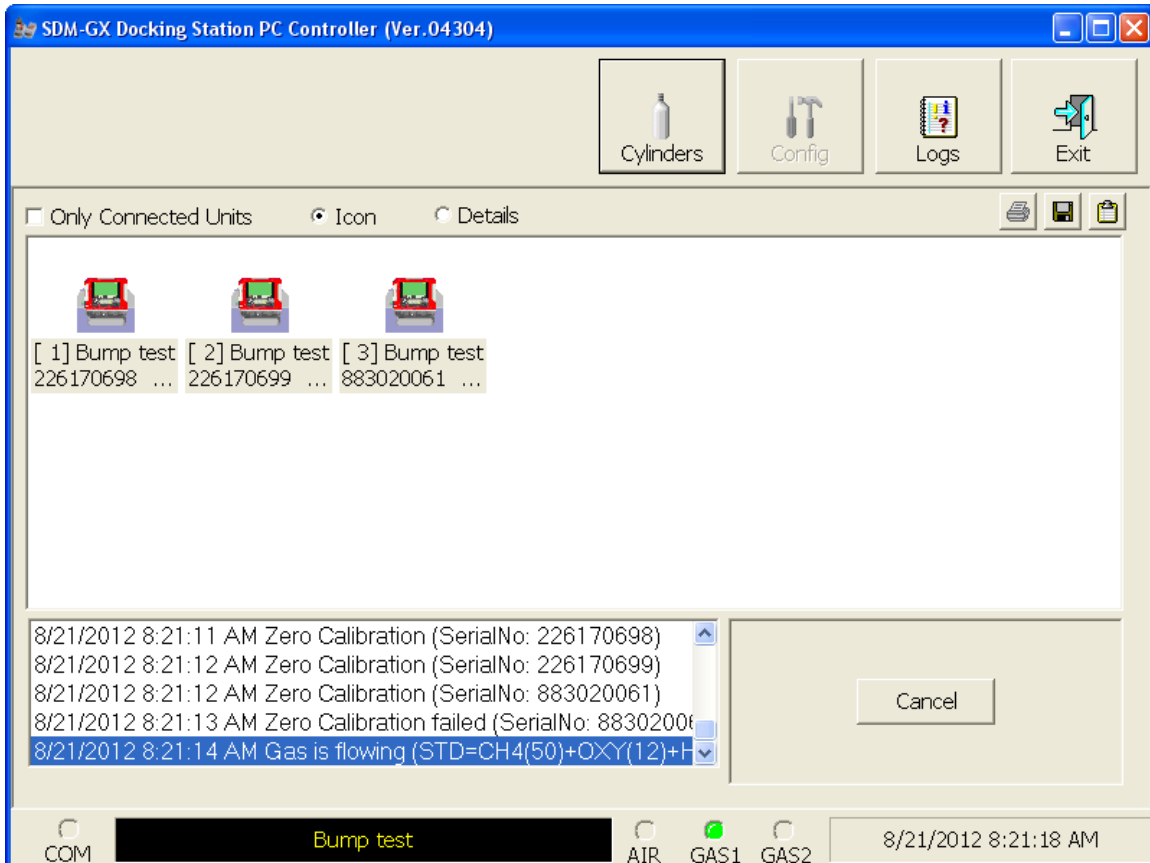 SDM-GX Docking Station PC Controller (Ver.04304)
Cylinders
Config
Logs
Exit
Only Connected Units
Icon
Details
[ 1] Bump test
226170698 ...
[ 2] Bump test
226170699 ...
[ 3] Bump test
883020061 ...
8/21/2012 8:21:11 AM Zero Calibration (SerialNo: 226170698)
8/21/2012 8:21:12 AM Zero Calibration (SerialNo: 226170699)
8/21/2012 8:21:12 AM Zero Calibration (SerialNo: 883020061)
8/21/2012 8:21:13 AM Zero Calibration failed (SerialNo: 8830200
8/21/2012 8:21:14 AM Gas is flowing (STD=CH4(50)+OXY(12)+H
Cancel
COM
Bump test
AIR
GAS1
GAS2
8/21/2012 8:21:18 AM